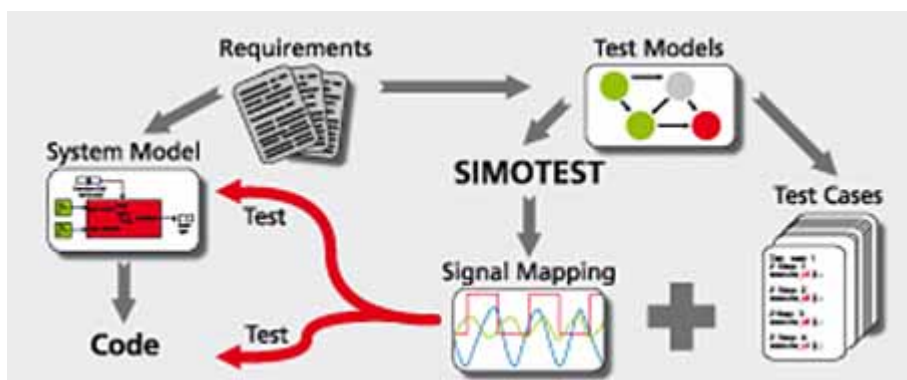 Requirements
Test Models
System Model
SIMOTEST
Test Cases
Test
Signal Mapping
Test
Code